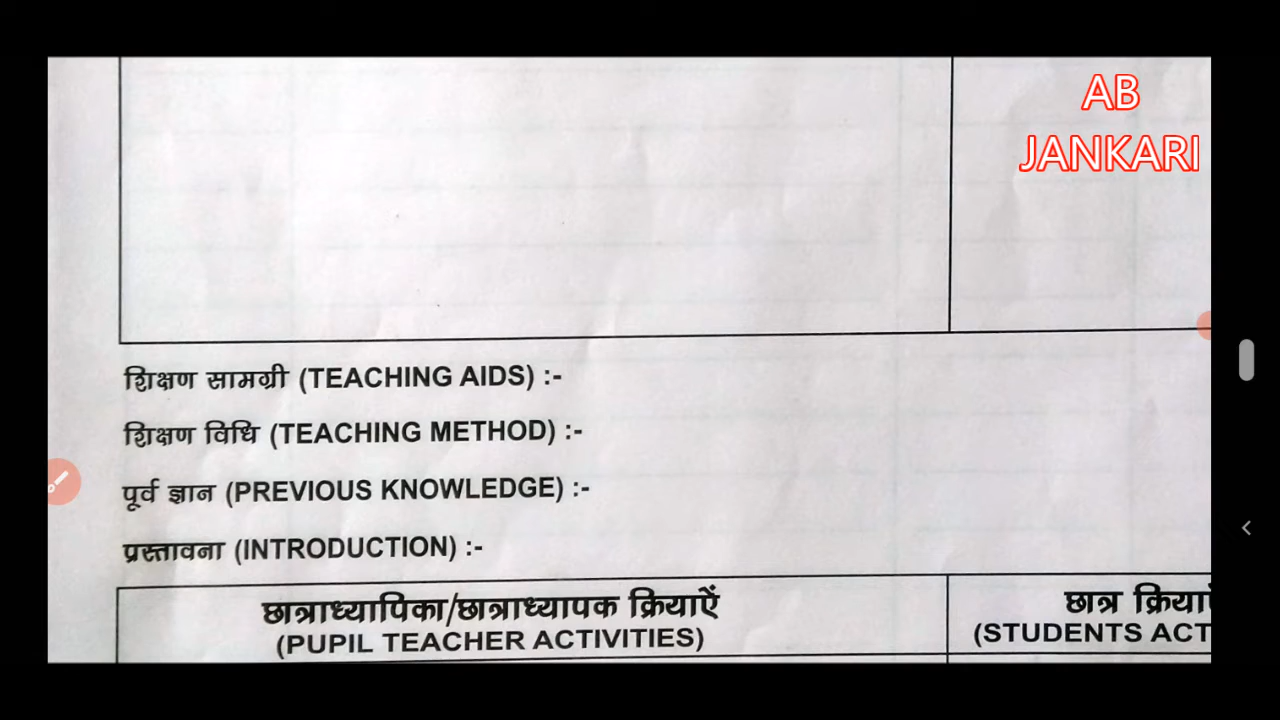 AB
JANKARI
शिक्षण सामग्री (TEACHING AIDS) :-
शिक्षण विधि (TEACHING METHOD) :-
पूर्व ज्ञान (PREVIOUS KNOWLEDGE) :-
प्रस्तावना (INTRODUCTION) :-
छात्राध्यापिका/छात्राध्यापक क्रियाऐं
(PUPIL TEACHER ACTIVITIES)
छात्र
(STUDENTS